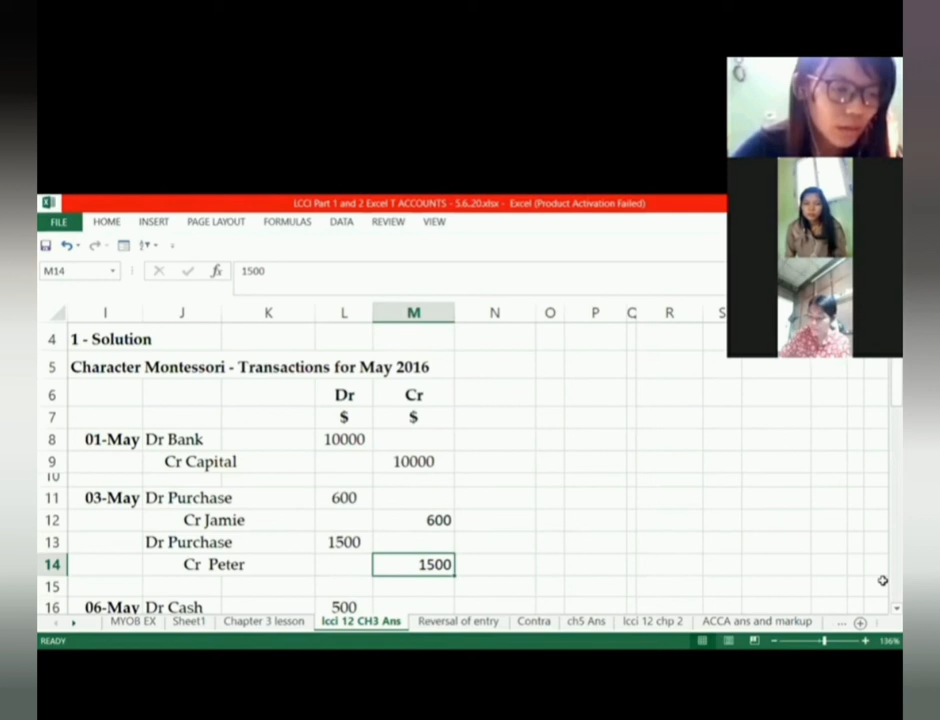 LCCI Part 1 and 2 Excel T ACCOUNTS - 5.6.20.xlsx - Excel (Product Activation Failed)
FILE HOME INSERT PAGE LAYOUT FORMULAS DATA REVIEW VIEW
M14 fx 1500
I J K L M N O P Q R S
4 1 - Solution
5 Character Montessori - Transactions for May 2016
6 Dr Cr
7 $ $
8 01-May Dr Bank 10000
9 Cr Capital 10000
10
11 03-May Dr Purchase 600
12 Cr Jamie 600
13 Dr Purchase 1500
14 Cr Peter 1500
15
16 06-May Dr Cash 500
MYOB EX Sheet1 Chapter 3 lesson lcci 12 CH3 Ans Reversal of entry Contra ch5 Ans lcci 12 chp 2 ACCA ans and markup ...
READY 136%